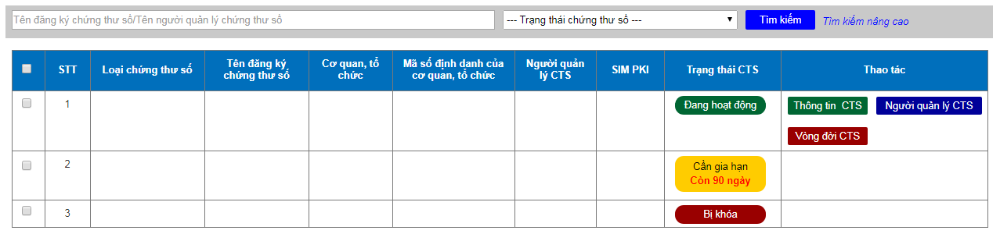 Tên đăng ký chứng thư số/Tên người quản lý chứng thư số
--- Trạng thái chứng thư số ---
Tìm kiếm
Tìm kiếm nâng cao
STT
Loại chứng thư số
Tên đăng ký
chứng thư số
Cơ quan, tổ
chức
Mã số định danh của
cơ quan, tổ chức
Người quản
lý CTS
SIM PKI
Trạng thái CTS
Thao tác
1
Đang hoạt động
Thông tin  CTS
Người quản lý CTS
Vòng đời CTS
2
Cần gia hạn
Còn 90 ngày
3
Bị khóa